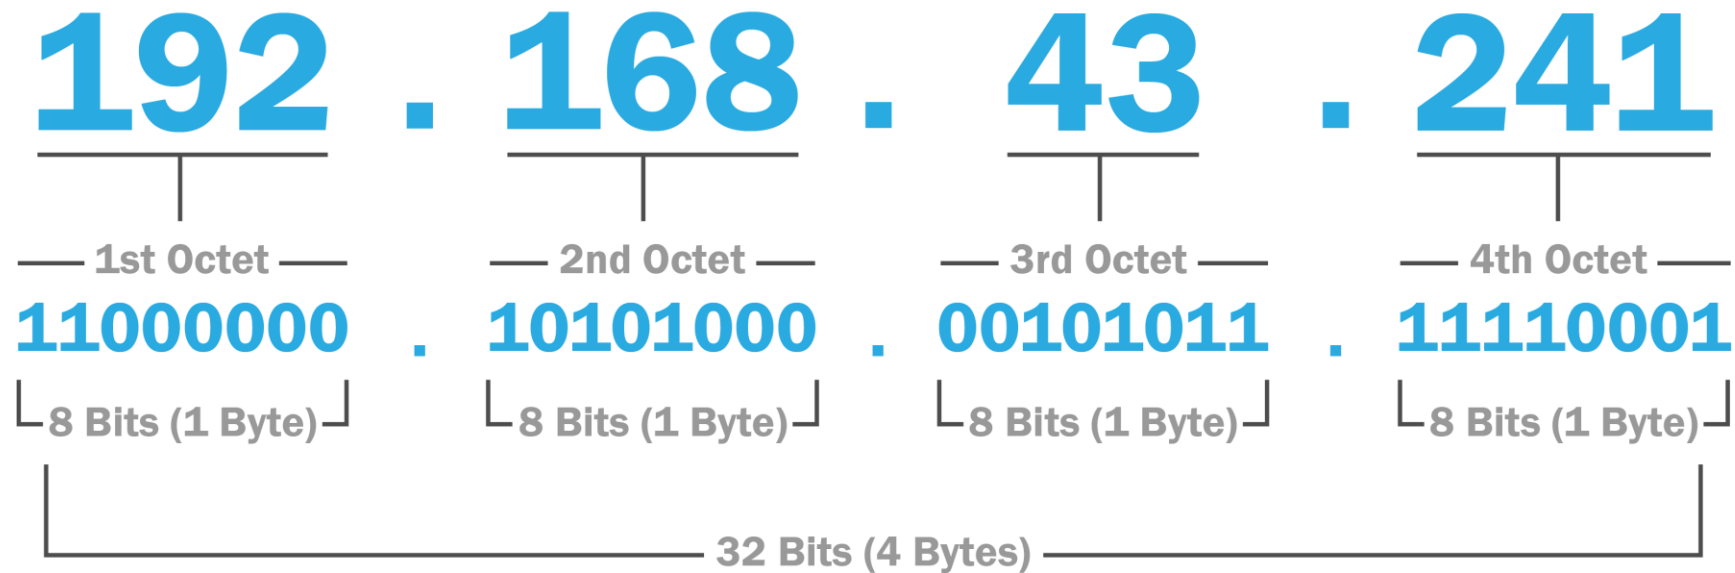 192 . 168 . 43 . 241
1st Octet 2nd Octet 3rd Octet 4th Octet
11000000 . 10101000 . 00101011 . 11110001
8 Bits (1 Byte) 8 Bits (1 Byte) 8 Bits (1 Byte) 8 Bits (1 Byte)
32 Bits (4 Bytes)